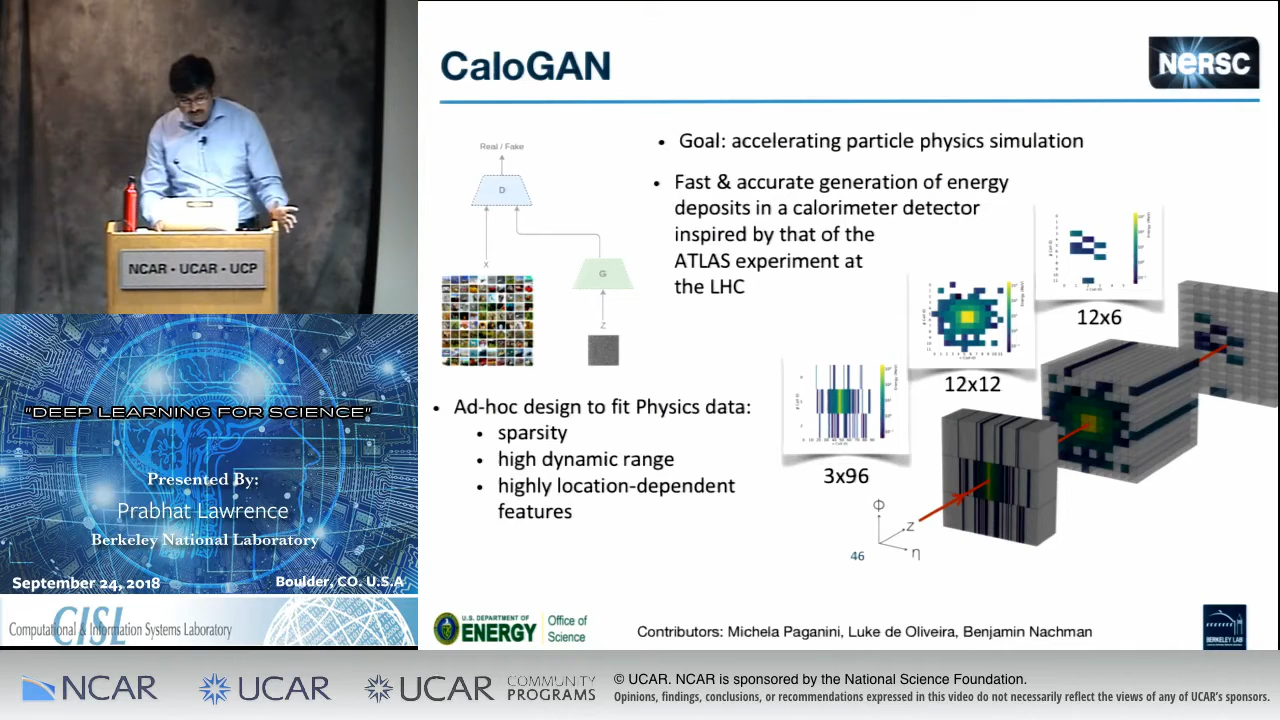 CaloGAN
NERSC
Real / Fake
D
X
G
Z
• Goal: accelerating particle physics simulation
• Fast & accurate generation of energy
deposits in a calorimeter detector
inspired by that of the
ATLAS experiment at
the LHC
12x6
12x12
3x96
• Ad-hoc design to fit Physics data:
• sparsity
• high dynamic range
• highly location-dependent
features
Φ
Z
η
46
U.S. DEPARTMENT OF
ENERGY
Office of
Science
Contributors: Michela Paganini, Luke de Oliveira, Benjamin Nachman
BERKELEY LAB
NCAR · UCAR · UCP
"DEEP LEARNING FOR SCIENCE"
Presented By:
Prabhat Lawrence
Berkeley National Laboratory
September 24, 2018
Boulder, CO. U.S.A
CISL
Computational & Information Systems Laboratory
NCAR
UCAR
UCAR
COMMUNITY
PROGRAMS
© UCAR. NCAR is sponsored by the National Science Foundation.
Opinions, findings, conclusions, or recommendations expressed in this video do not necessarily reflect the views of any of UCAR's sponsors.